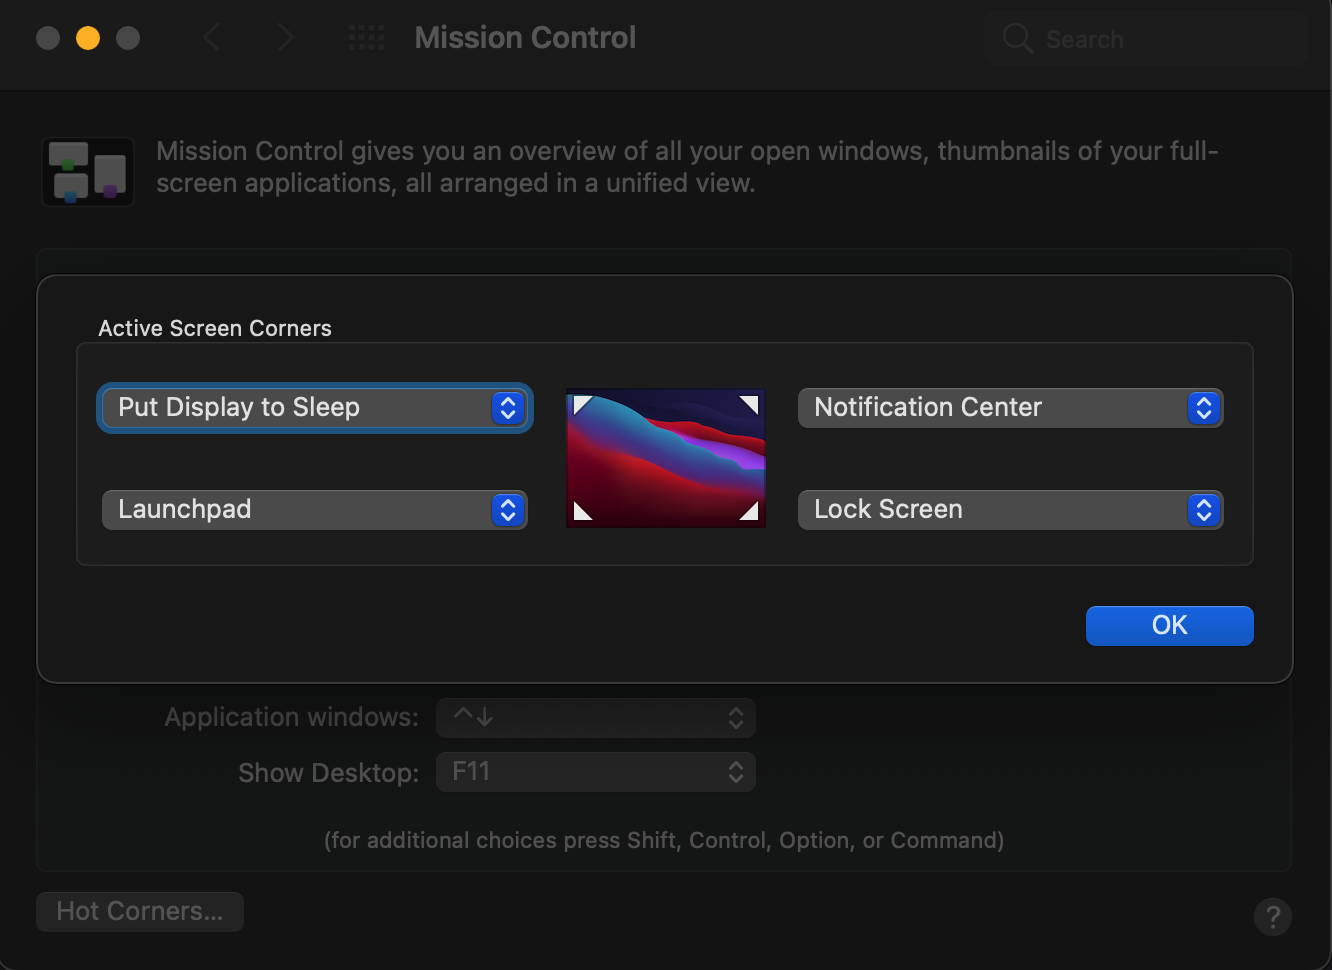 Mission Control
Search
Mission Control gives you an overview of all your open windows, thumbnails of your full-
screen applications, all arranged in a unified view.
Active Screen Corners
Put Display to Sleep
Notification Center
Launchpad
Lock Screen
OK
Application windows: ^↓
Show Desktop: F11
(for additional choices press Shift, Control, Option, or Command)
Hot Corners...
?